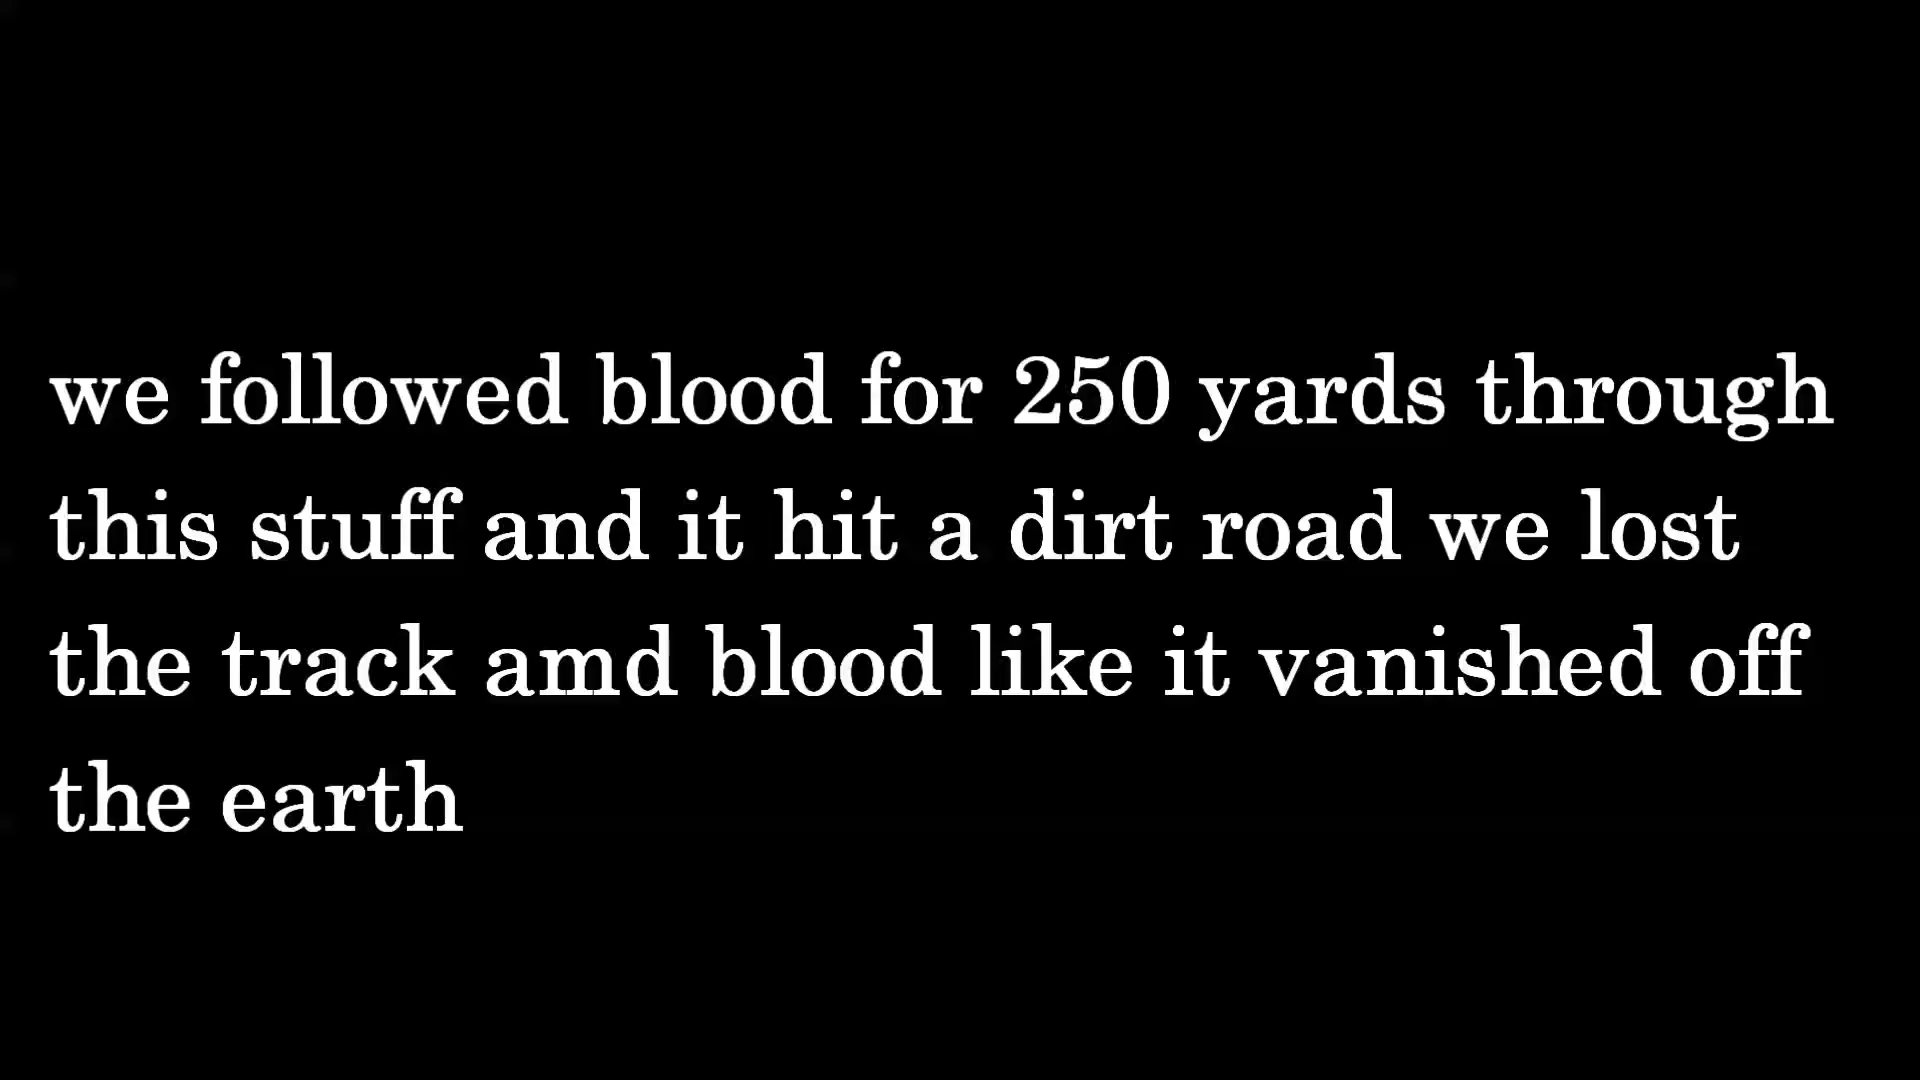 we followed blood for 250 yards through
this stuff and it hit a dirt road we lost
the track amd blood like it vanished off
the earth